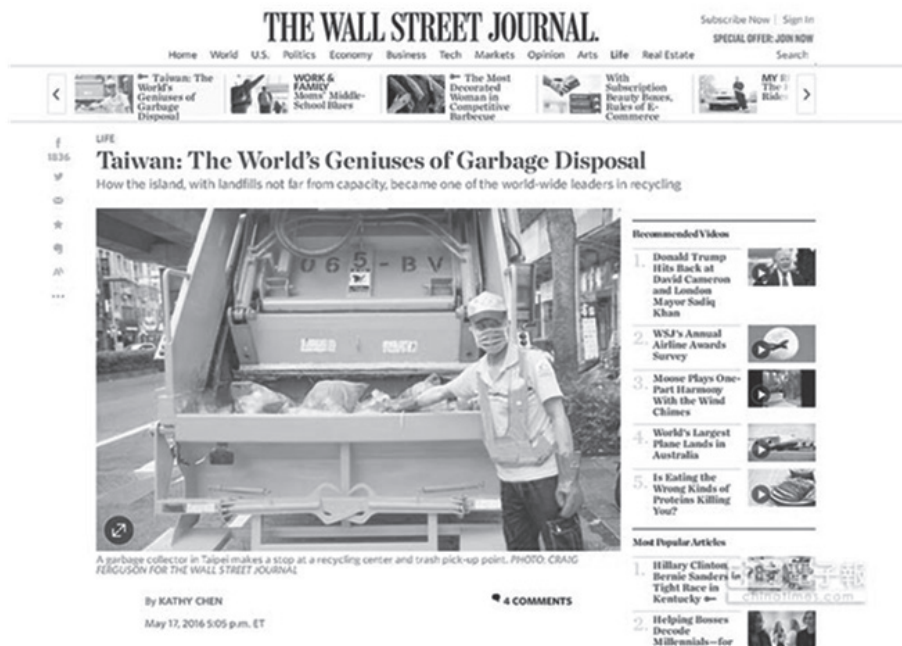 THE WALL STREET JOURNAL.
Subscribe Now | Sign In
SPECIAL OFFER: JOIN NOW
Home World U.S. Politics Economy Business Tech Markets Opinion Arts Life Real Estate
Search
Taiwan: The
World's
Geniuses of
Garbage
Disposal
WORK &
FAMILY
Moms' Middle-
School Blues
The Most
Decorated
Woman in
Competitive
Barbecue
With
Subscription
Beauty Boxes,
Rules of E-
Commerce
MY
The
Rides
1836
LIFE
Taiwan: The World's Geniuses of Garbage Disposal
How the island, with landfills not far from capacity, became one of the world-wide leaders in recycling
065-BV
A garbage collector in Taipei makes a stop at a recycling center and trash pick-up point. PHOTO: CRAIG
FERGUSON FOR THE WALL STREET JOURNAL
By KATHY CHEN
4 COMMENTS
May 17, 2016 5:05 p.m. ET
Recommended Videos
1. Donald Trump
Hits Back at
David Cameron
and London
Mayor Sadiq
Khan
2. WSJ's Annual
Airline Awards
Survey
3. Moose Plays One-
Part Harmony
With the Wind
Chimes
4. World's Largest
Plane Lands in
Australia
5. Is Eating the
Wrong Kinds of
Proteins Killing
You?
Most Popular Articles
1. Hillary Clinton,
Bernie Sanders in
Tight Race in
Kentucky
2. Helping Bosses
Decode
Millennials—for
電子報
chinatimes.com